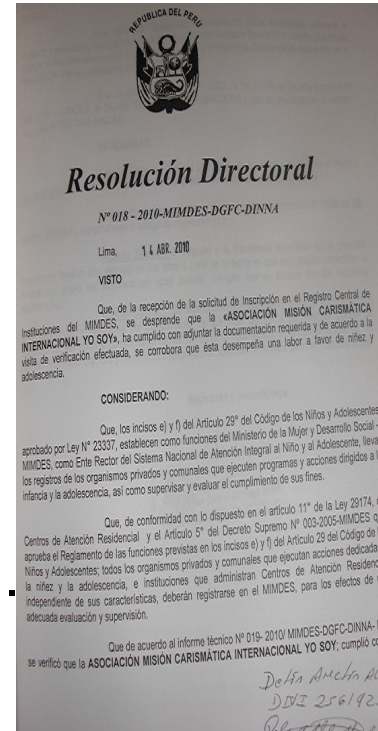 REPUBLICA DEL PERU
Resolución Directoral
Nº 018 - 2010-MIMDES-DGFC-DINNA
Lima, 14 ABR. 2010
VISTO
Que, de la recepción de la solicitud de Inscripción en el Registro Central de
Instituciones del MIMDES, se desprende que la «ASOCIACIÓN MISIÓN CARISMÁTICA
INTERNACIONAL YO SOY», ha cumplido con adjuntar la documentación requerida y de acuerdo a la
visita de verificación efectuada, se corrobora que ésta desempeña una labor a favor de niñez y
adolescencia.
CONSIDERANDO:
Que, los incisos e) y f) del Artículo 29° del Código de los Niños y Adolescentes
aprobado por Ley N° 23337, establecen como funciones del Ministerio de la Mujer y Desarrollo Social -
MIMDES, como Ente Rector del Sistema Nacional de Atención Integral al Niño y al Adolescente, lleva
los registros de los organismos privados y comunales que ejecuten programas y acciones dirigidos a l
infancia y la adolescencia, así como supervisar y evaluar el cumplimiento de sus fines.
Que, de conformidad con lo dispuesto en el artículo 11° de la Ley 29174,
Centros de Atención Residencial y el Artículo 5° del Decreto Supremo Nº 003-2005-MIMDES q
aprueba el Reglamento de las funciones previstas en los incisos e) y f) del Artículo 29 del Código de
Niños y Adolescentes; todos los organismos privados y comunales que ejecutan acciones dedicada
la niñez y la adolescencia, e instituciones que administran Centros de Atención Residenc
independiente de sus características, deberán registrarse en el MIMDES, para los efectos de
adecuada evaluación y supervisión.
Que de acuerdo al informe técnico Nº 019- 2010/ MIMDES-DGFC-DINNA-
se verificó que la ASOCIACIÓN MISIÓN CARISMÁTICA INTERNACIONAL YO SOY; cumplió co